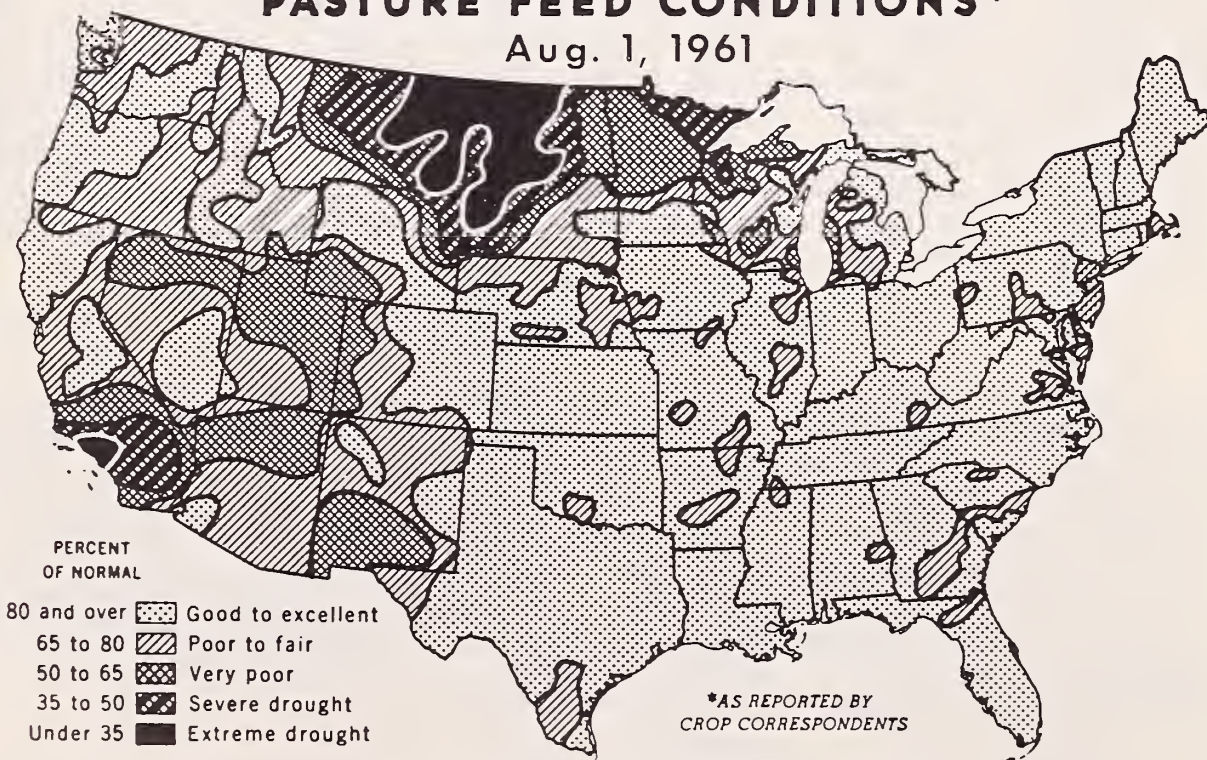 PASTURE FEED CONDITIONS*
Aug. 1, 1961
PERCENT
OF NORMAL
80 and over Good to excellent
65 to 80 Poor to fair
50 to 65 Very poor
35 to 50 Severe drought
Under 35 Extreme drought
*AS REPORTED BY
CROP CORRESPONDENTS